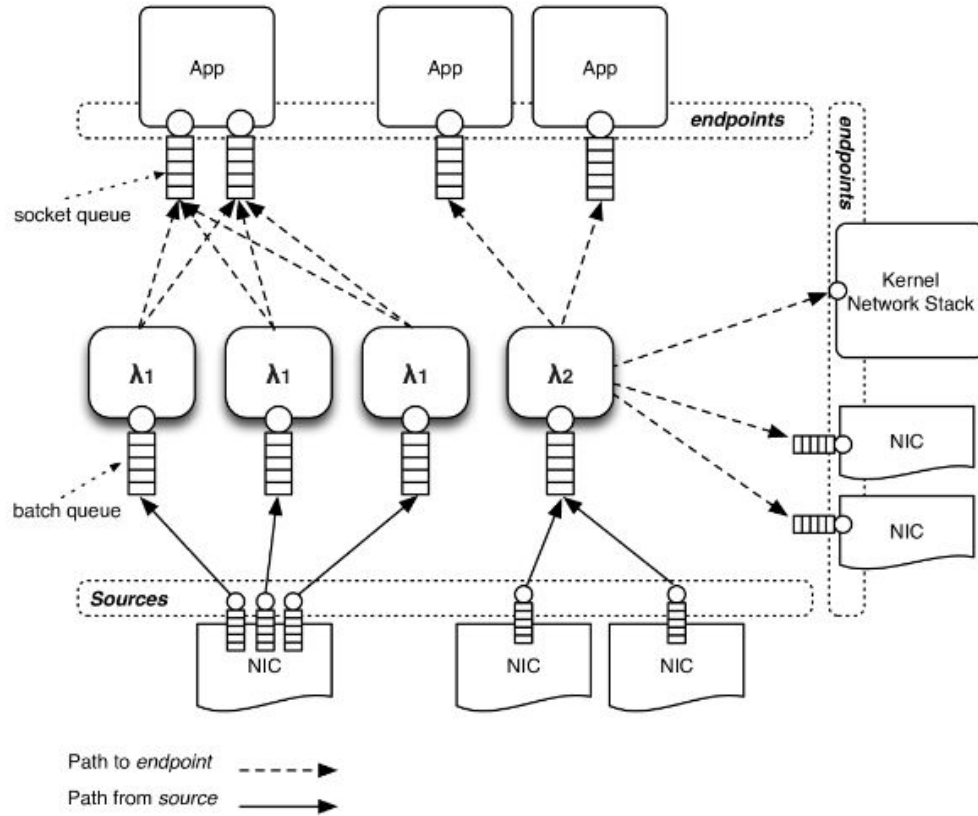 App
App
App
endpoints
endpoints
socket queue
Kernel
Network Stack
λ1
λ1
λ1
λ2
NIC
batch queue
NIC
Sources
NIC
NIC
NIC
Path to endpoint
Path from source